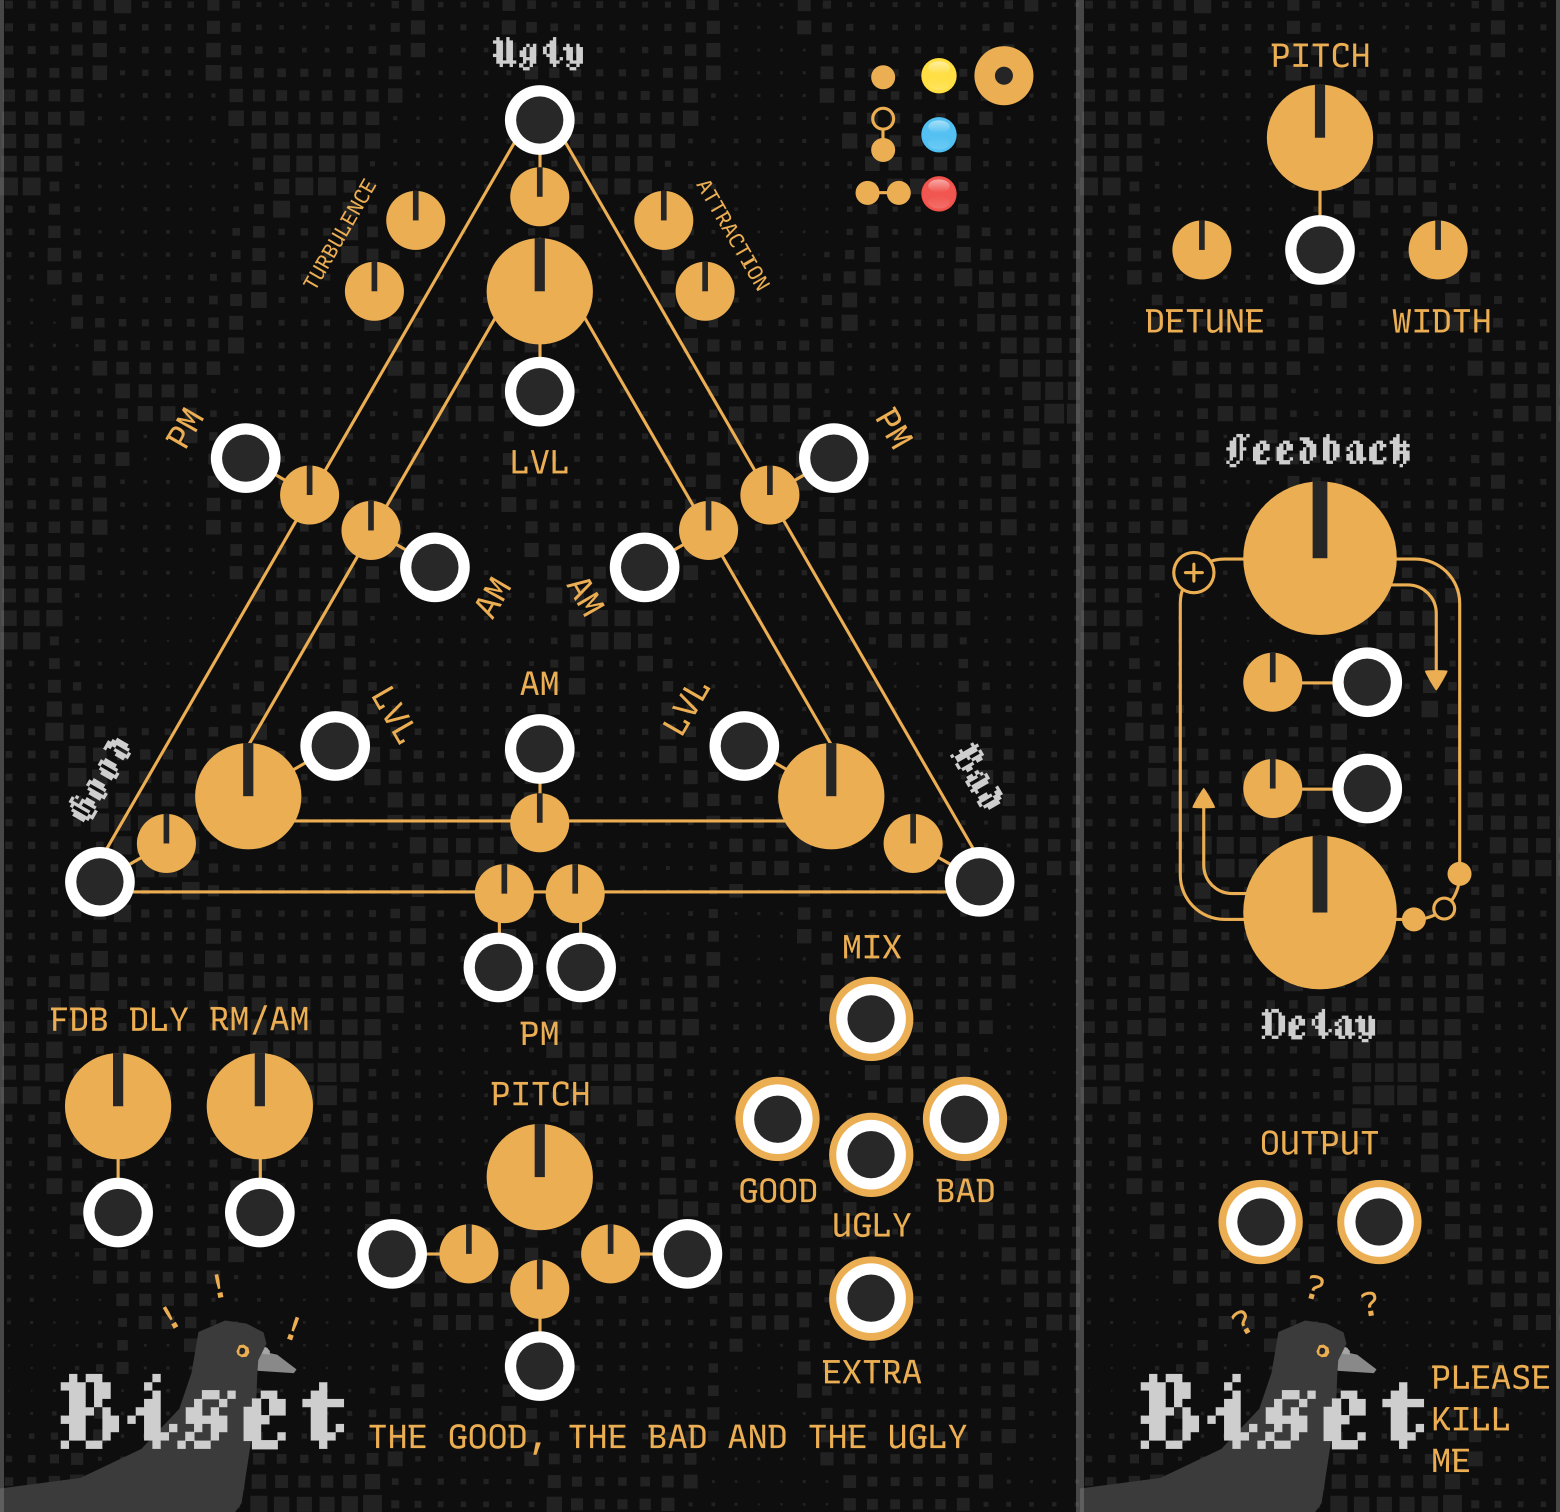 Ugly
TURBULENCE
ATTRACTION
PM
PM
LVL
AM
AM
LVL
AM
LVL
Good
Bad
PM
MIX
FDB DLY RM/AM
PITCH
GOOD
BAD
UGLY
EXTRA
! ! !
Biset
THE GOOD, THE BAD AND THE UGLY
PITCH
DETUNE
WIDTH
Feedback
+
Delay
OUTPUT
? ? ?
Biset
PLEASE
KILL
ME